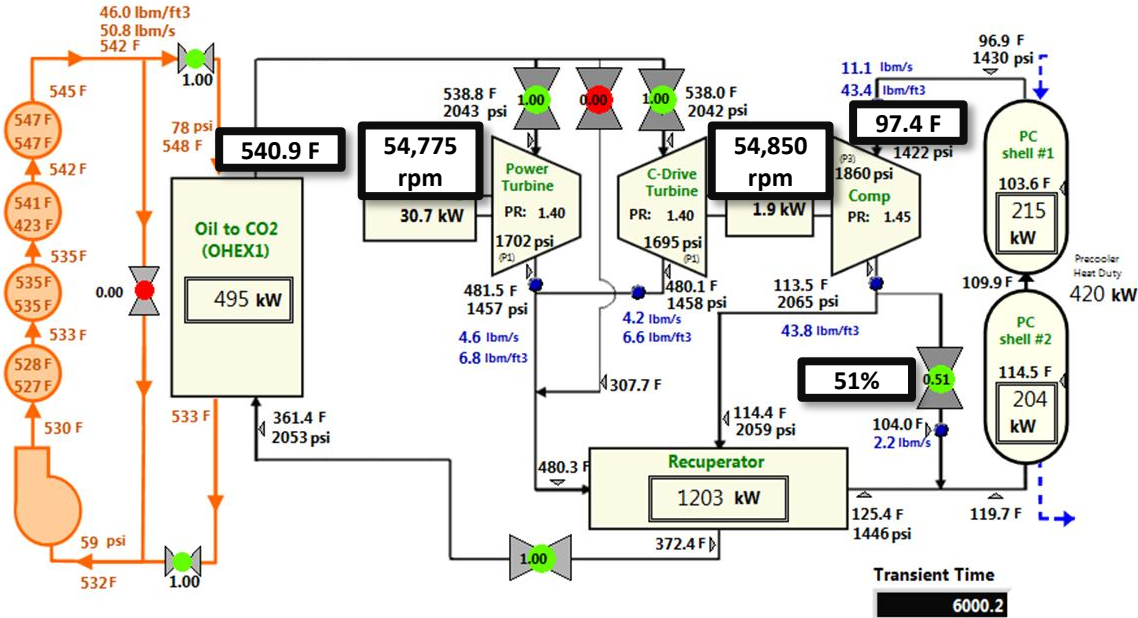 46.0 lbm/ft3
50.8 lbm/s
542 F
1.00
545 F
547 F
547 F
542 F
541 F
423 F
535 F
535 F
535 F
533 F
528 F
527 F
530 F
59 psi
532 F
1.00
0.00
78 psi
548 F
540.9 F
Oil to CO2
(OHEX1)
495 kW
533 F
361.4 F
2053 psi
54,775
rpm
30.7 kW
538.8 F
2043 psi
1.00
0.00
1.00
538.0 F
2042 psi
Power
Turbine
PR: 1.40
1702 psi
(P1)
481.5 F
1457 psi
4.6 lbm/s
6.8 lbm/ft3
C-Drive
Turbine
PR: 1.40
1695 psi
(P1)
480.1 F
1458 psi
4.2 lbm/s
6.6 lbm/ft3
307.7 F
54,850
rpm
1.9 kW
11.1 lbm/s
43.4 lbm/ft3
97.4 F
1422 psi
(P3)
1860 psi
Comp
PR: 1.45
113.5 F
2065 psi
43.8 lbm/ft3
96.9 F
1430 psi
PC
shell #1
103.6 F
215
kW
109.9 F
Precooler
Heat Duty
420 kW
PC
shell #2
114.5 F
204
kW
51%
0.51
104.0 F
2.2 lbm/s
114.4 F
2059 psi
480.3 F
Recuperator
1203 kW
125.4 F
1446 psi
119.7 F
372.4 F
1.00
Transient Time
6000.2